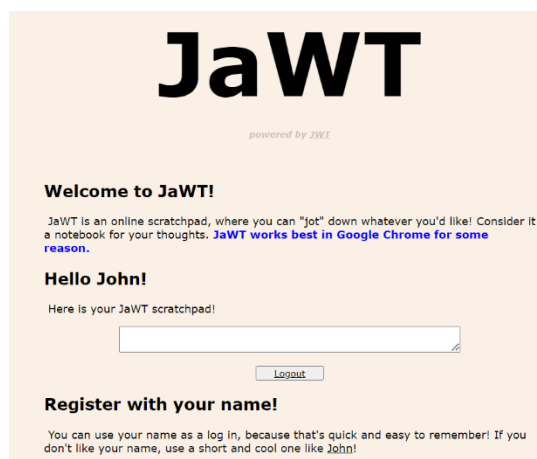 JaWT
powered by JWT
Welcome to JaWT!
JaWT is an online scratchpad, where you can "jot" down whatever you'd like! Consider it
a notebook for your thoughts. JaWT works best in Google Chrome for some
reason.
Hello John!
Here is your JaWT scratchpad!
Logout
Register with your name!
You can use your name as a log in, because that's quick and easy to remember! If you
don't like your name, use a short and cool one like John!